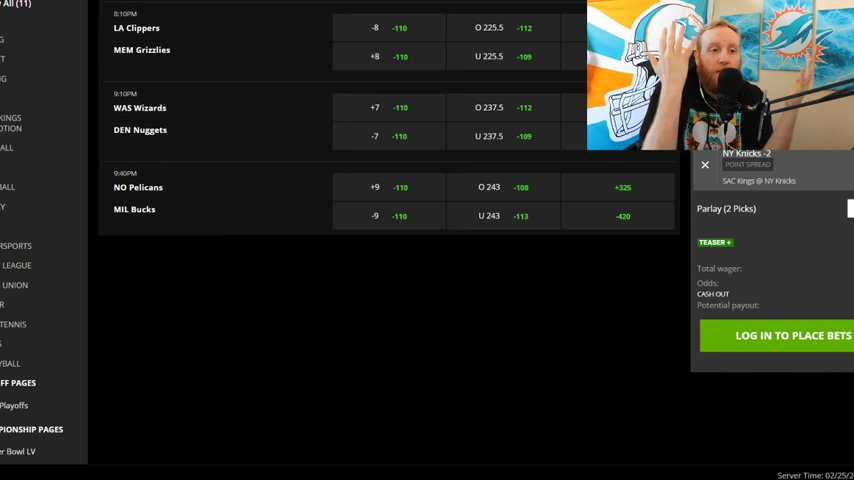 All (11)
8:10PM
LA Clippers -8 -110 O 225.5 -112
MEM Grizzlies +8 -110 U 225.5 -109
9:10PM
WAS Wizards +7 -110 O 237.5 -112
DEN Nuggets -7 -110 U 237.5 -109
9:40PM
NO Pelicans +9 -110 O 243 -108 +325
MIL Bucks -9 -110 U 243 -113 -420
KINGS
OTION
ALL
BALL
Y
RSPORTS
LEAGUE
UNION
R
TENNIS
S
YBALL
FF PAGES
Playoffs
PIONSHIP PAGES
er Bowl LV
NY Knicks -2
POINT SPREAD
SAC Kings @ NY Knicks
Parlay (2 Picks)
TEASER +
Total wager:
Odds:
CASH OUT
Potential payout:
LOG IN TO PLACE BETS
Server Time: 02/25/2